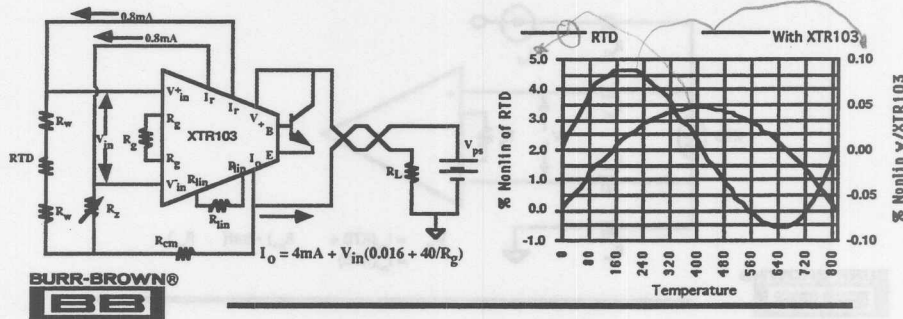 0.8mA
0.8mA
V+in
Ir
Ir
V+
B
E
Io
Rg
Rg
XTR103
Rg
V-in
Rlin
Rlin
Rlin
Rw
Vin
RTD
Rw
Rz
Rcm
RL
Vps
Io = 4mA + Vin(0.016 + 40/Rg)
BURR-BROWN®
BB
RTD
With XTR103
% Nonlin of RTD
5.0
4.0
3.0
2.0
1.0
0.0
-1.0
0.10
0.05
0.00
-0.05
-0.10
% Nonlin w/XTR103
0 80 160 240 320 400 480 560 640 720 800
Temperature